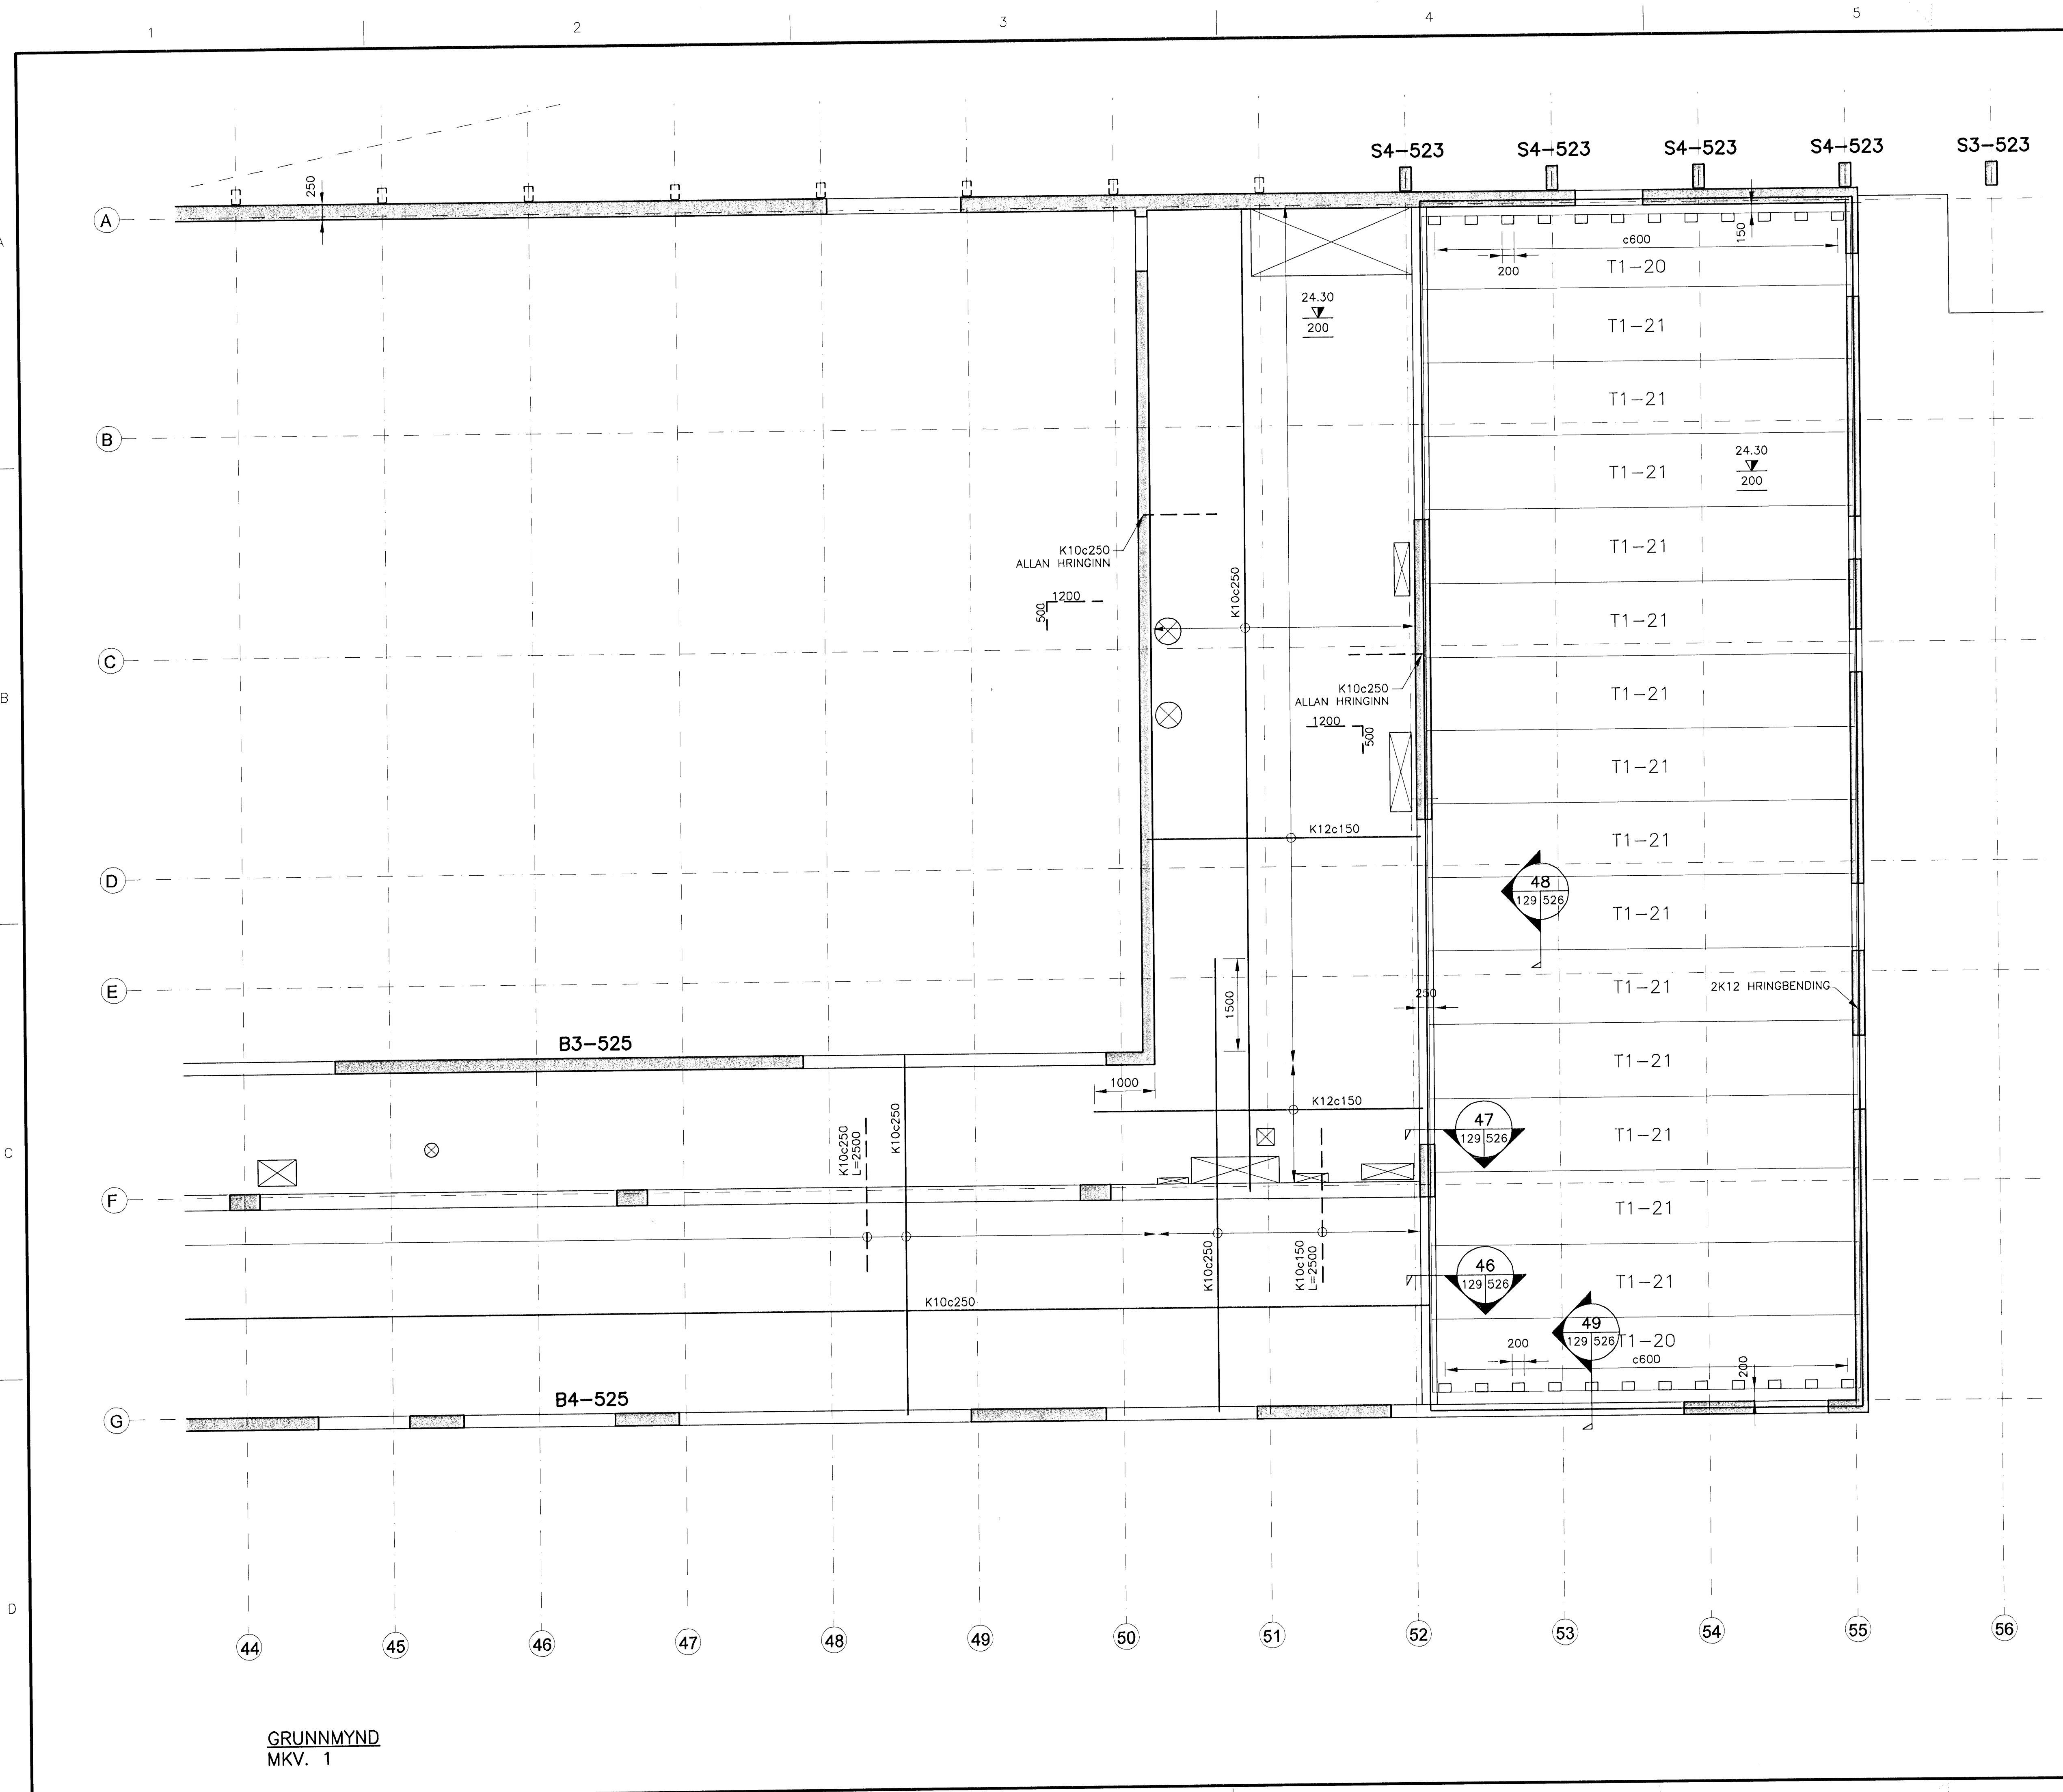 1 2 3 4 5
S4-523 S4-523 S4-523 S4-523 S3-523
250
A
A
150
c600
200
T1-20
24.30
200
T1-21
T1-21
B
24.30
200
T1-21
K10c250
ALLAN HRINGINN
T1-21
K10c250
1200
500
T1-21
C
B
K10c250
ALLAN HRINGINN
T1-21
1200
500
T1-21
K12c150
T1-21
D
48
129 526
T1-21
E
250
T1-21
2K12 HRINGBENDING
1500
B3-525
T1-21
1000
K12c150
47
129 526
T1-21
K10c250
L=2500
K10c250
C
F
T1-21
K10c250
K10c150
L=2500
46
129 526
T1-21
K10c250
49
129 526
T1-20
200
c600
200
B4-525
G
D
44 45 46 47 48 49 50 51 52 53 54 55 56
GRUNNMYND
MKV. 1